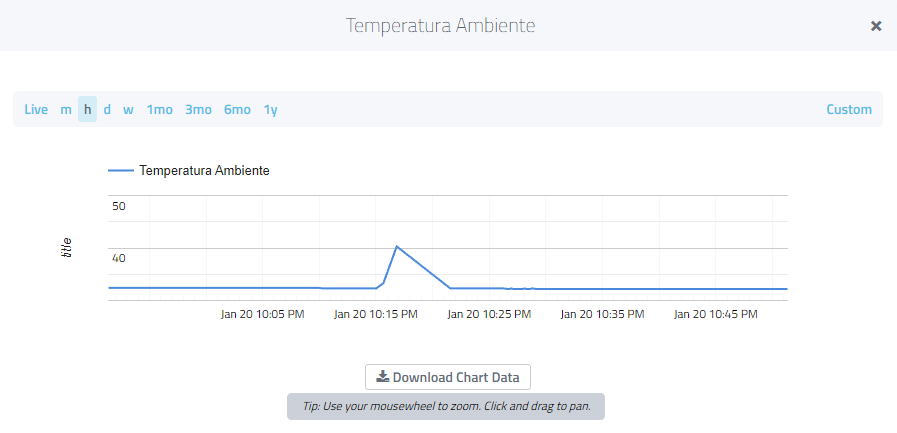 Temperatura Ambiente ×
Live m h d w 1mo 3mo 6mo 1y Custom
Temperatura Ambiente
50
title
40
Jan 20 10:05 PM Jan 20 10:15 PM Jan 20 10:25 PM Jan 20 10:35 PM Jan 20 10:45 PM
Download Chart Data
Tip: Use your mousewheel to zoom. Click and drag to pan.